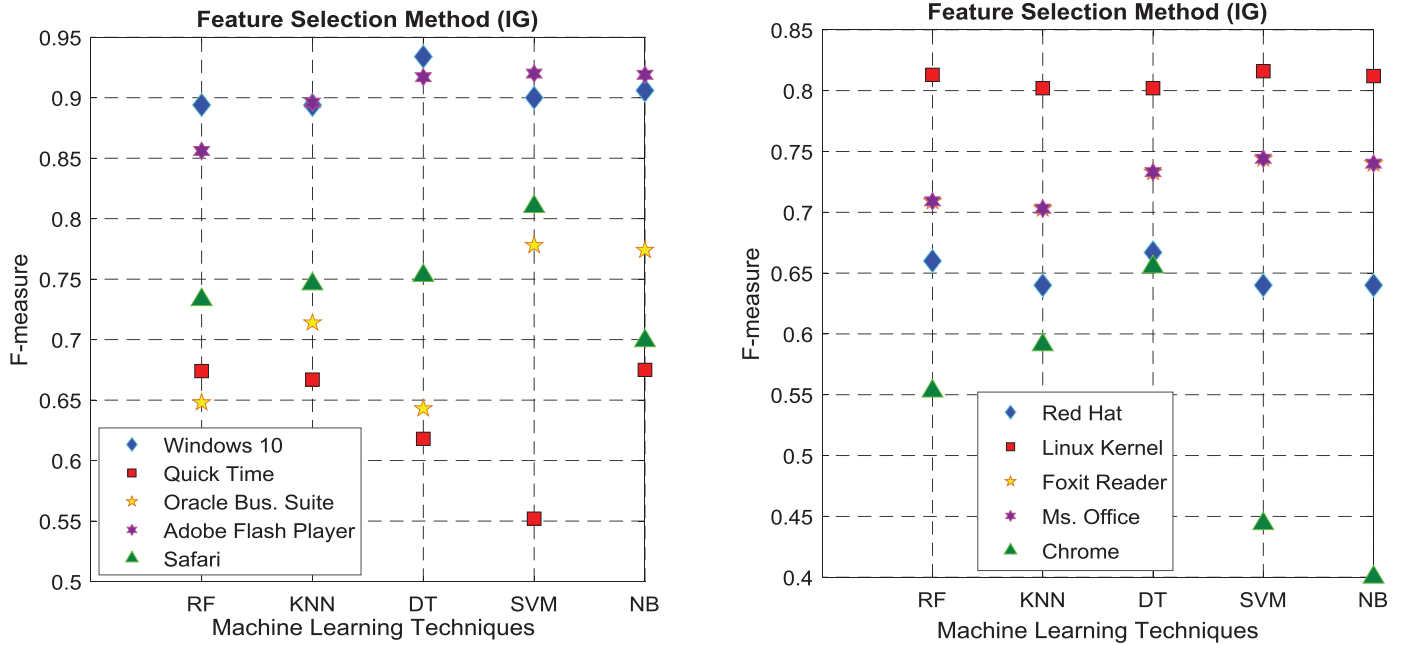 Feature Selection Method (IG)
0.95
0.9
0.85
0.8
0.75
0.7
0.65
0.6
0.55
0.5
F-measure
Windows 10
Quick Time
Oracle Bus. Suite
Adobe Flash Player
Safari
RF KNN DT SVM NB
Machine Learning Techniques
Feature Selection Method (IG)
0.85
0.8
0.75
0.7
0.65
0.6
0.55
0.5
0.45
0.4
F-measure
Red Hat
Linux Kernel
Foxit Reader
Ms. Office
Chrome
RF KNN DT SVM NB
Machine Learning Techniques